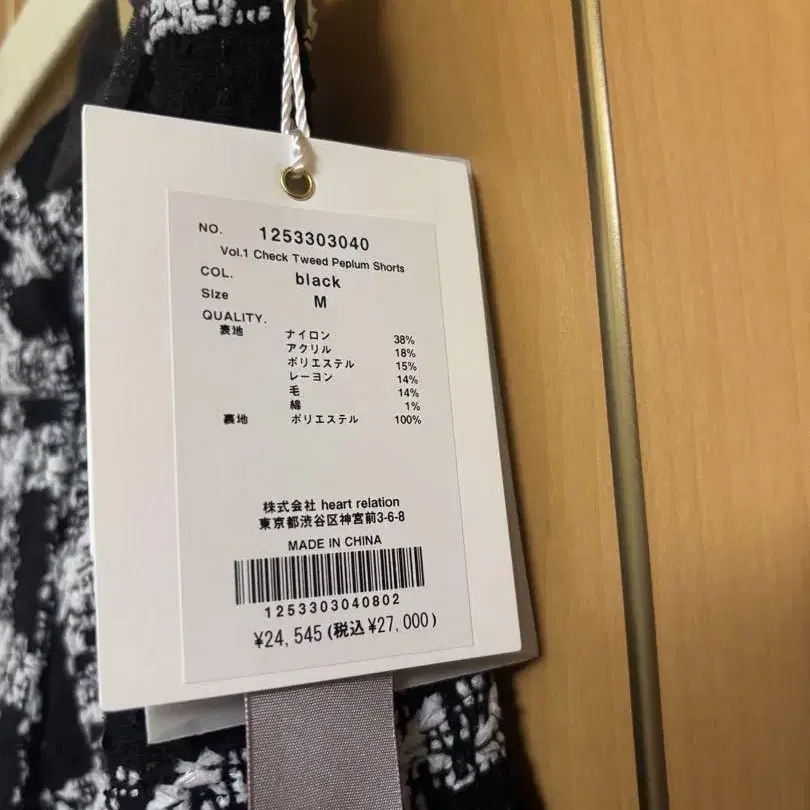 NO. 1253303040
Vol.1 Check Tweed Peplum Shorts
COL. black
Size M
QUALITY.
表地 ナイロン 38%
アクリル 18%
ポリエステル 15%
レーヨン 14%
毛 14%
綿 1%
裏地 ポリエステル 100%
株式会社 heart relation
東京都渋谷区神宮前3-6-8
MADE IN CHINA
1253303040802
¥24,545(税込¥27,000)